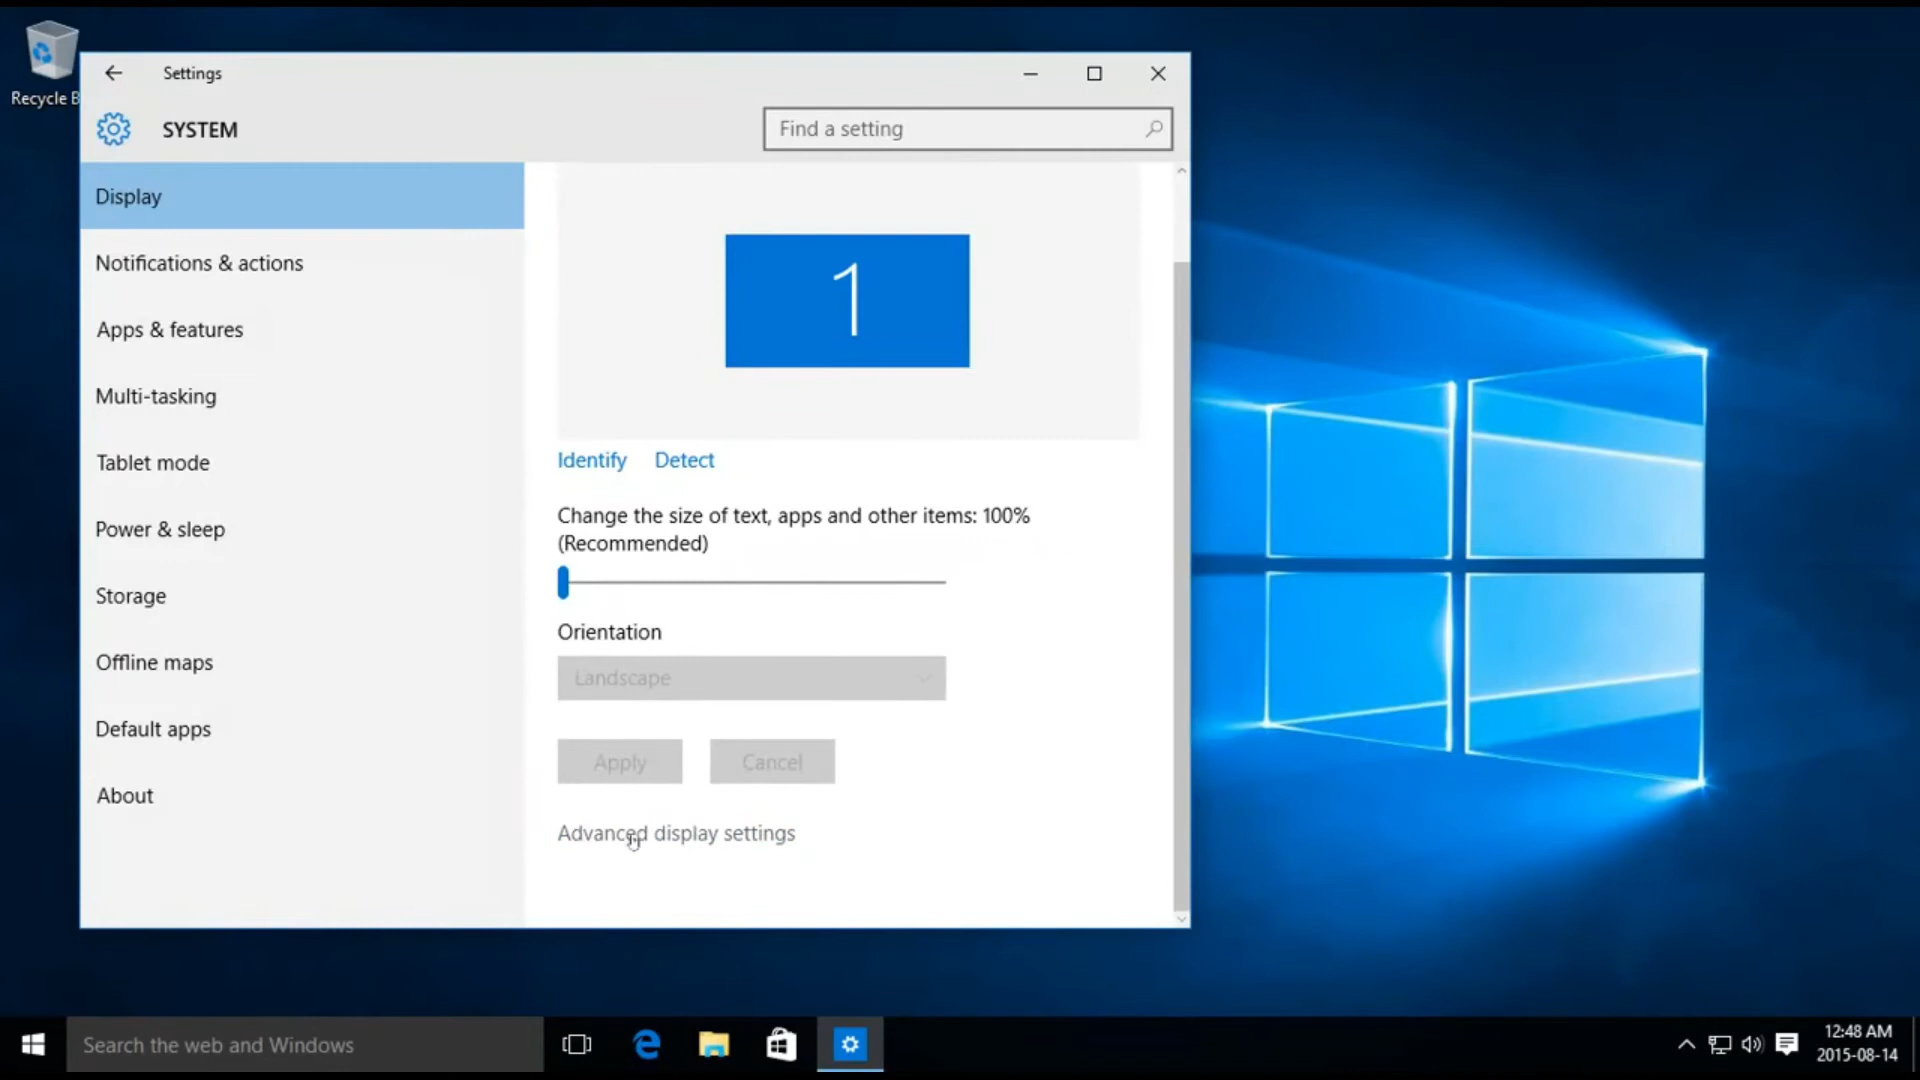 Recycle B
Settings
SYSTEM
Find a setting
Display
Notifications & actions
Apps & features
Multi-tasking
Tablet mode
Power & sleep
Storage
Offline maps
Default apps
About
1
Identify Detect
Change the size of text, apps and other items: 100%
(Recommended)
Orientation
Landscape
Apply Cancel
Advanced display settings
Search the web and Windows
12:48 AM
2015-08-14